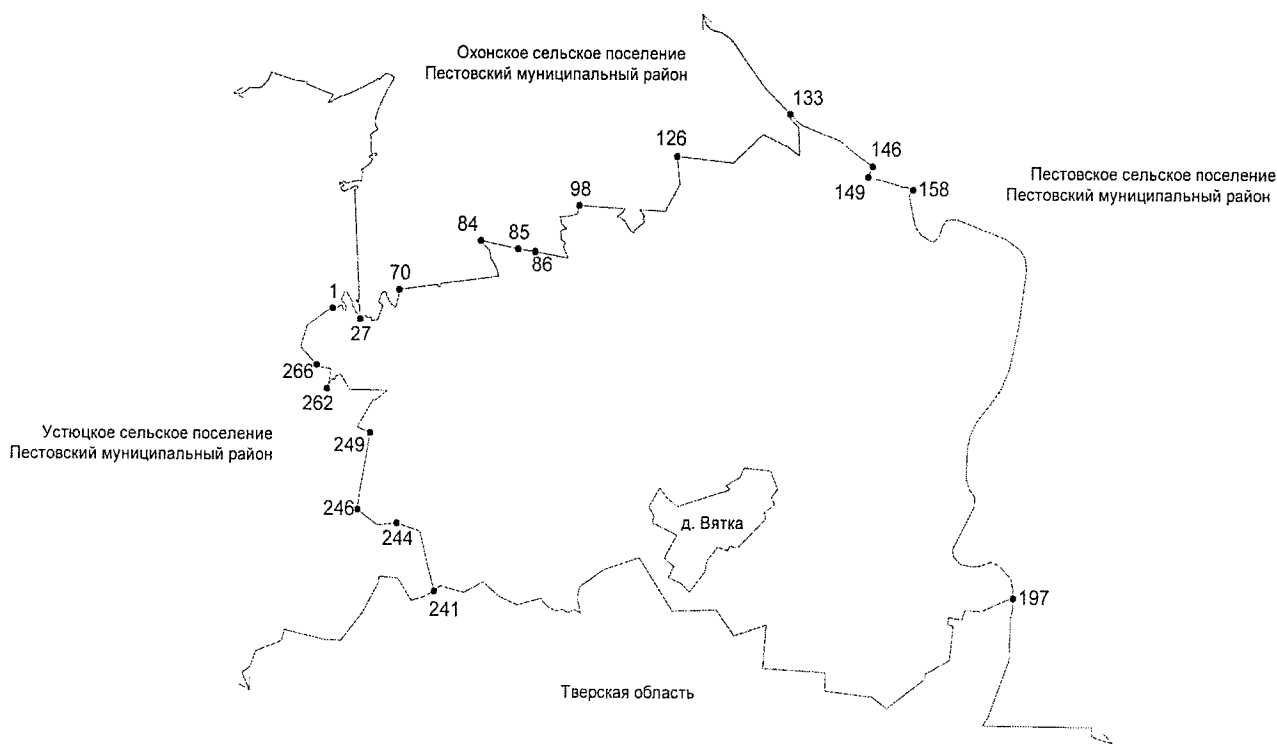 Охонское сельское поселение
Пестовский муниципальный район
133
126
146
149
158
Пестовское сельское поселение
Пестовский муниципальный район
98
84
85
86
70
1
27
266
262
Устюцкое сельское поселение
Пестовский муниципальный район
249
246
244
д. Вятка
241
197
Тверская область